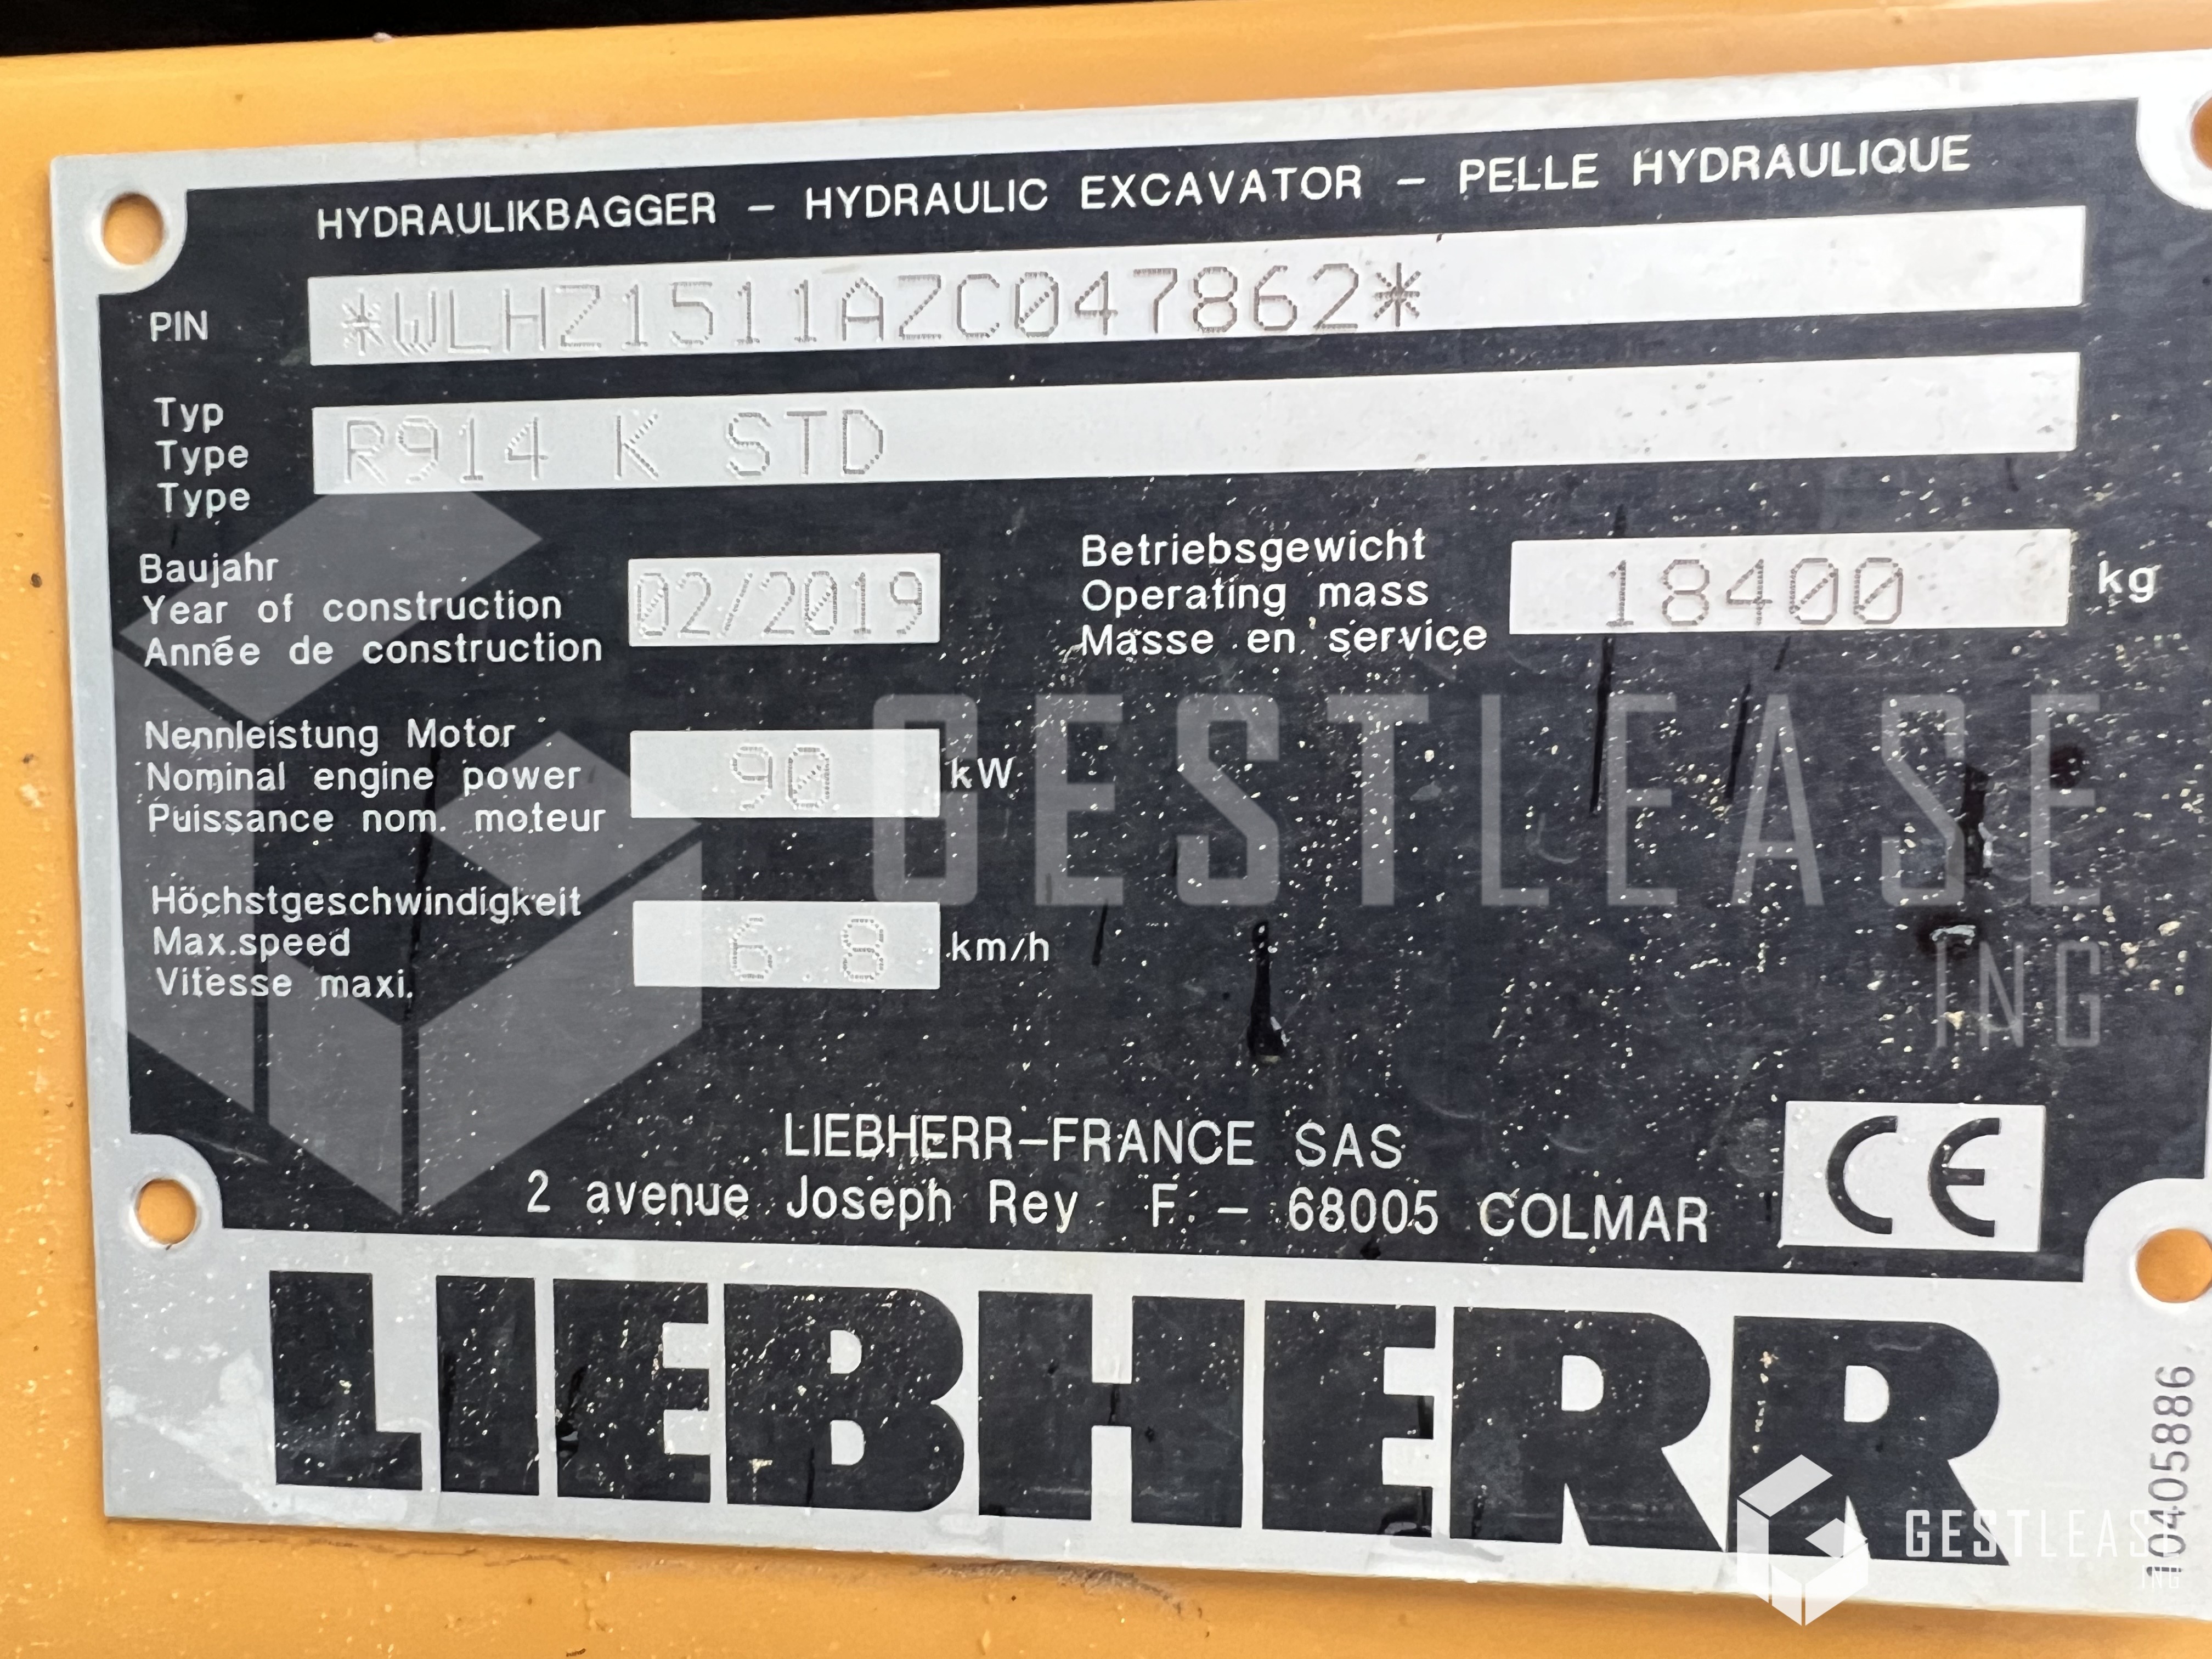 HYDRAULIKBAGGER – HYDRAULIC EXCAVATOR – PELLE HYDRAULIQUE
PIN *WLHZ1511AZC047862*
Typ
Type R914 K STD
Type
Baujahr
Year of construction 02/2019
Année de construction
Betriebsgewicht
Operating mass 18400 kg
Masse en service
Nennleistung Motor
Nominal engine power 90 kW
Puissance nom. moteur
Höchstgeschwindigkeit
Max.speed 6.8 km/h
Vitesse maxi.
GESTLEASE
ING
LIEBHERR–FRANCE SAS
2 avenue Joseph Rey F. – 68005 COLMAR
CE
LIEBHERR
10405886
GESTLEASE
ING